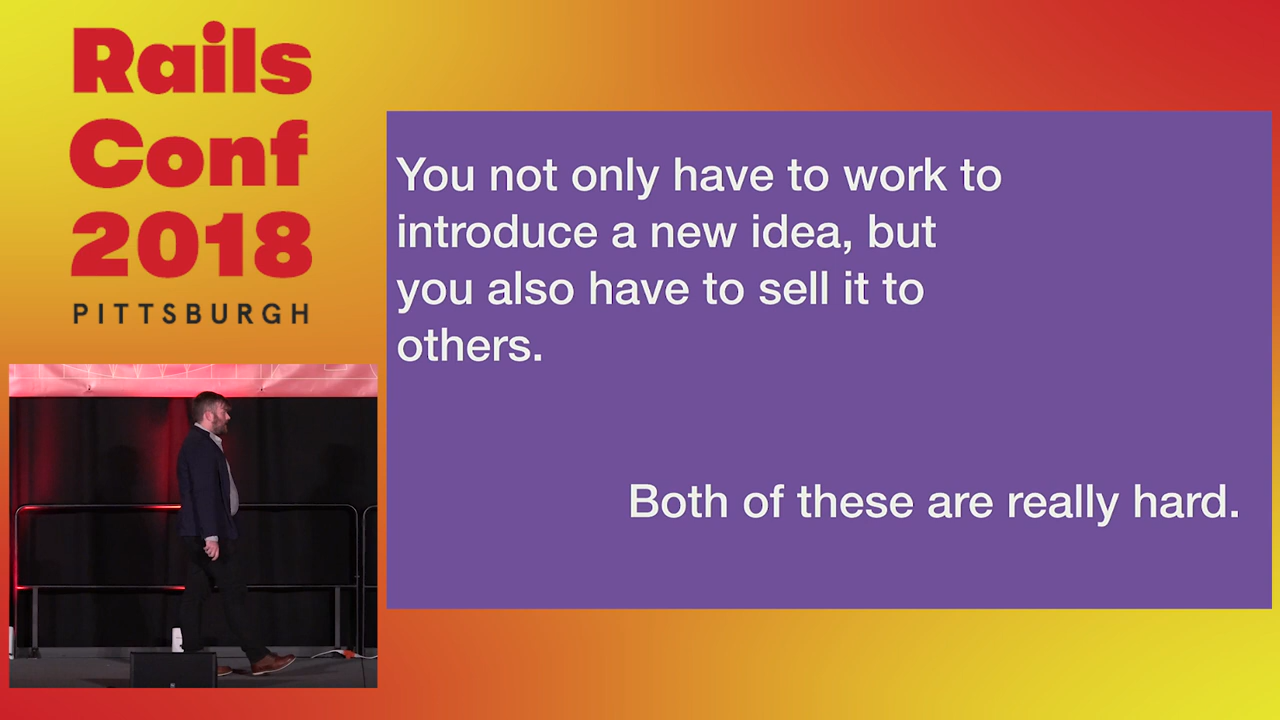 Rails
Conf
2018
PITTSBURGH
You not only have to work to
introduce a new idea, but
you also have to sell it to
others.
Both of these are really hard.